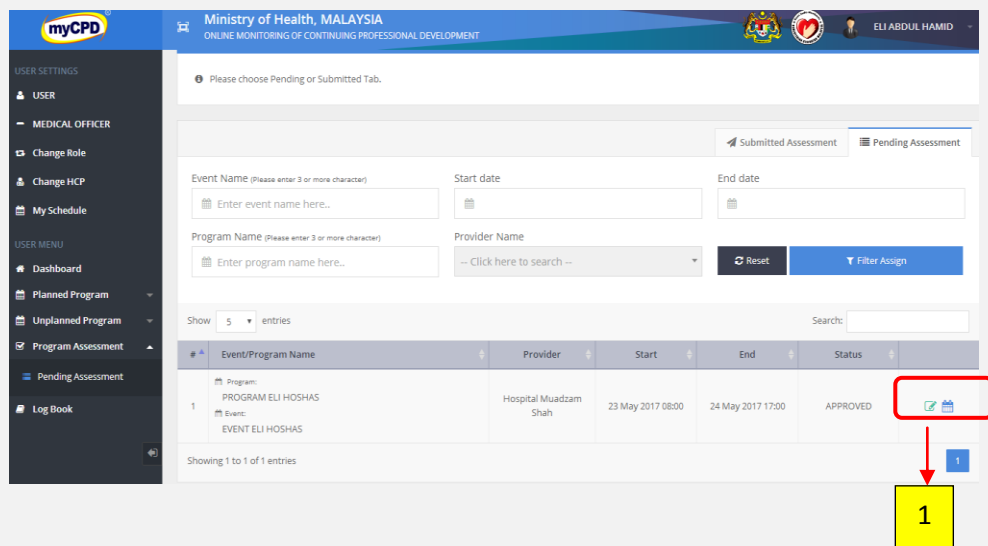 myCPD
Ministry of Health, MALAYSIA
ONLINE MONITORING OF CONTINUING PROFESSIONAL DEVELOPMENT
ELI ABDUL HAMID
USER SETTINGS
USER
MEDICAL OFFICER
Change Role
Change HCP
My Schedule
USER MENU
Dashboard
Planned Program
Unplanned Program
Program Assessment
Pending Assessment
Log Book
Please choose Pending or Submitted Tab.
Submitted Assessment Pending Assessment
Event Name (Please enter 3 or more character) Start date End date
Enter event name here..
Program Name (Please enter 3 or more character) Provider Name
Enter program name here.. -- Click here to search -- Reset Filter Assign
Show 5 entries Search:
# Event/Program Name Provider Start End Status
Program:
PROGRAM ELI HOSHAS
1 Hospital Muadzam Shah 23 May 2017 08:00 24 May 2017 17:00 APPROVED
Event:
EVENT ELI HOSHAS
Showing 1 to 1 of 1 entries 1
1